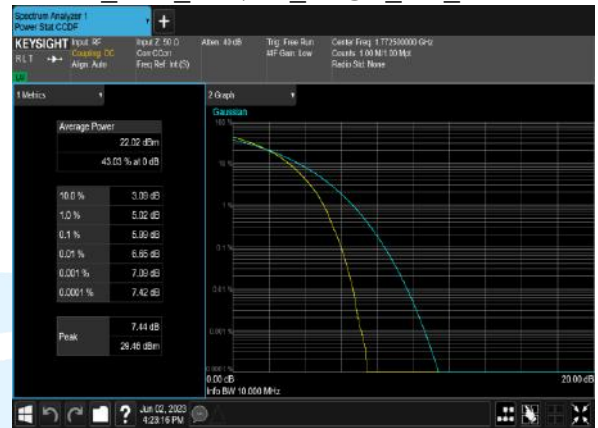 Spectrum Analyzer 1
Power Stat CCDF
KEYSIGHT
RLT
LW
Input: RF
Coupling: DC
Align: Auto
Input Z: 50 Ω
Corr CCorr
Freq Ref: Int (S)
Atten: 40 dB
Trig: Free Run
#IF Gain: Low
Center Freq: 1.772500000 GHz
Counts: 1.00 M/1.00 Mpt
Radio Std: None
1 Metrics
Average Power
22.02 dBm
43.03 % at 0 dB
10.0 % 3.09 dB
1.0 % 5.02 dB
0.1 % 5.99 dB
0.01 % 6.65 dB
0.001 % 7.09 dB
0.0001 % 7.42 dB
Peak
7.44 dB
29.46 dBm
2 Graph
Gaussian
100 %
10 %
1 %
0.1 %
0.01 %
0.001 %
0.0001 %
0.00 dB
20.00 dB
Info BW 10.000 MHz
Jun 02, 2023
4:23:16 PM